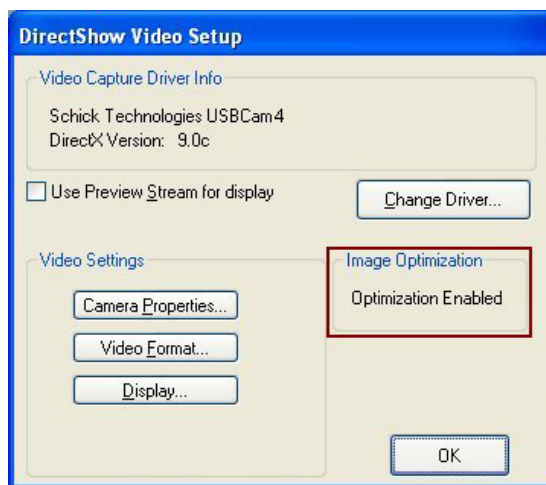 DirectShow Video Setup
Video Capture Driver Info
Schick Technologies USBCam4
DirectX Version: 9.0c
Use Preview Stream for display
Change Driver...
Video Settings
Camera Properties...
Video Format...
Display...
Image Optimization
Optimization Enabled
OK